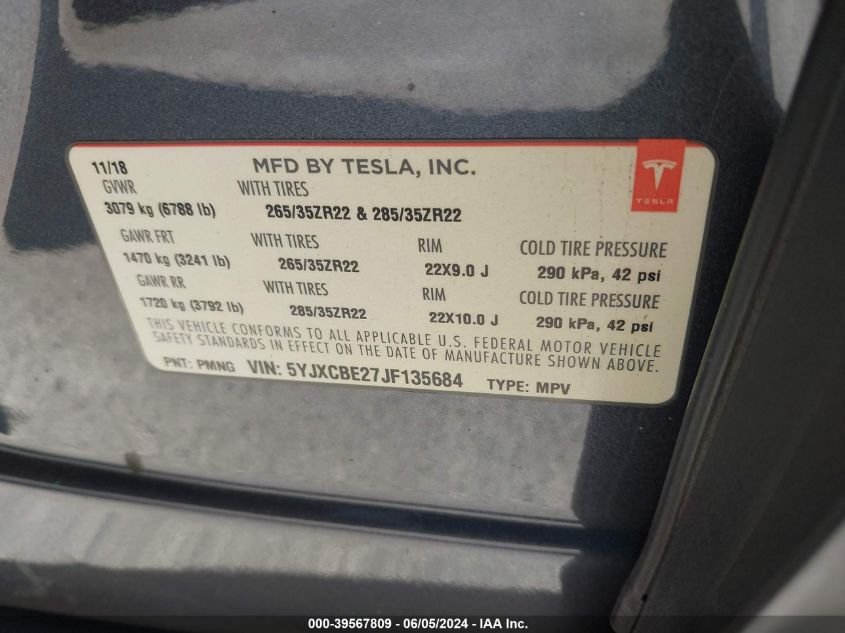 11/18 MFD BY TESLA, INC.
GVWR WITH TIRES
3079 kg (6788 lb) 265/35ZR22 & 285/35ZR22
TESLA
GAWR FRT WITH TIRES RIM COLD TIRE PRESSURE
1470 kg (3241 lb) 265/35ZR22 22X9.0 J 290 kPa, 42 psi
GAWR RR WITH TIRES RIM COLD TIRE PRESSURE
1720 kg (3792 lb) 285/35ZR22 22X10.0 J 290 kPa, 42 psi
THIS VEHICLE CONFORMS TO ALL APPLICABLE U.S. FEDERAL MOTOR VEHICLE
SAFETY STANDARDS IN EFFECT ON THE DATE OF MANUFACTURE SHOWN ABOVE.
PNT: PMNG VIN: 5YJXCBE27JF135684 TYPE: MPV
000-39567809 - 06/05/2024 - IAA Inc.